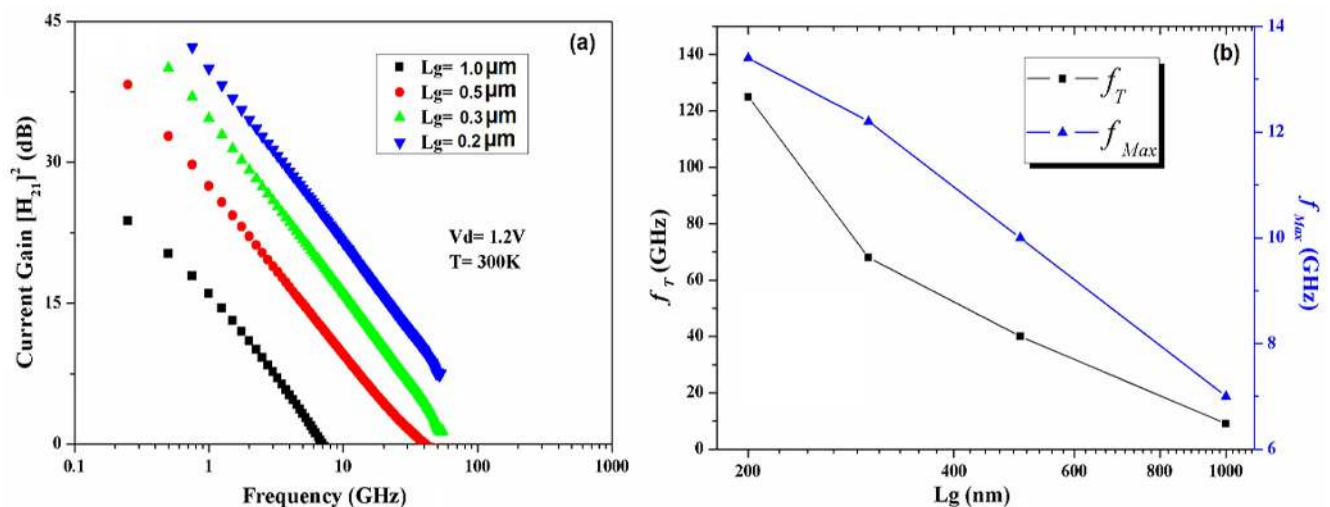 (a)
Current Gain [H21]² (dB)
45
30
15
0
Lg= 1.0 μm
Lg= 0.5 μm
Lg= 0.3 μm
Lg= 0.2 μm
Vd= 1.2V
T= 300K
0.1 1 10 100 1000
Frequency (GHz)
(b)
fT (GHz)
140
120
100
80
60
40
20
0
fT
fMax
14
12
10
8
6
fMax (GHz)
200 400 600 800 1000
Lg (nm)